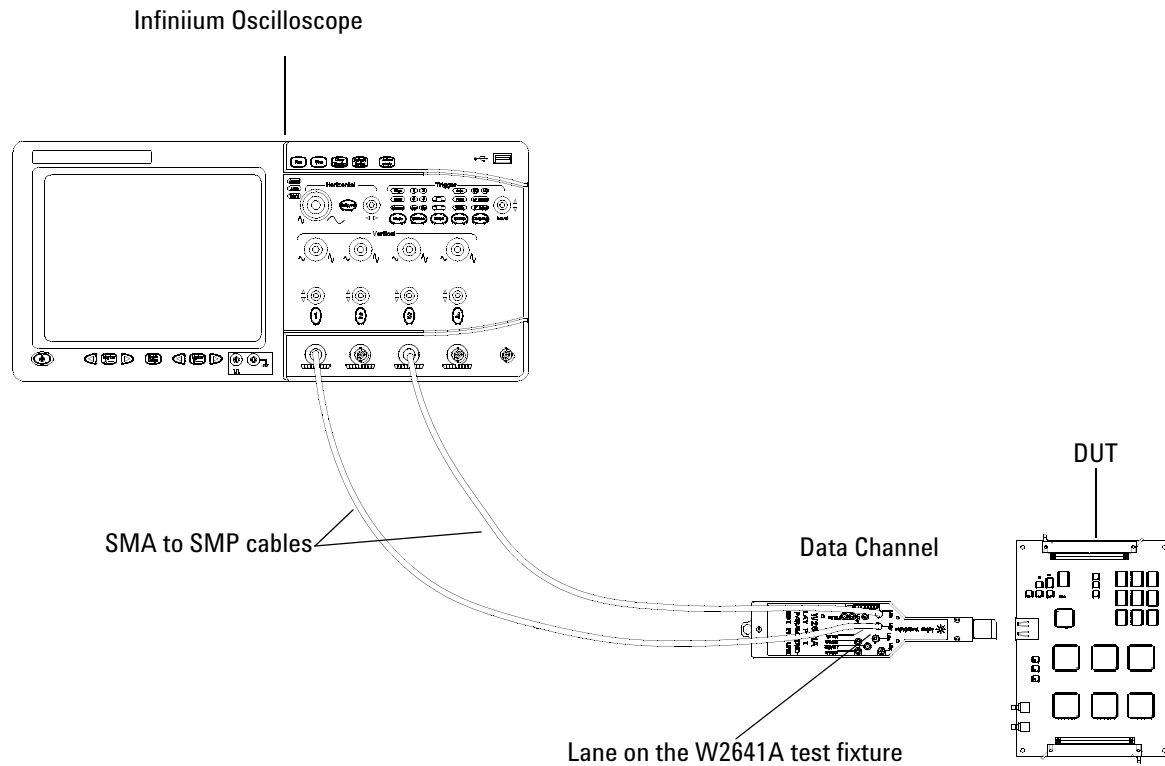 Infiniium Oscilloscope
Horizontal
Trigger
Vertical
1
2
3
4
DUT
SMA to SMP cables
Data Channel
Lane on the W2641A test fixture